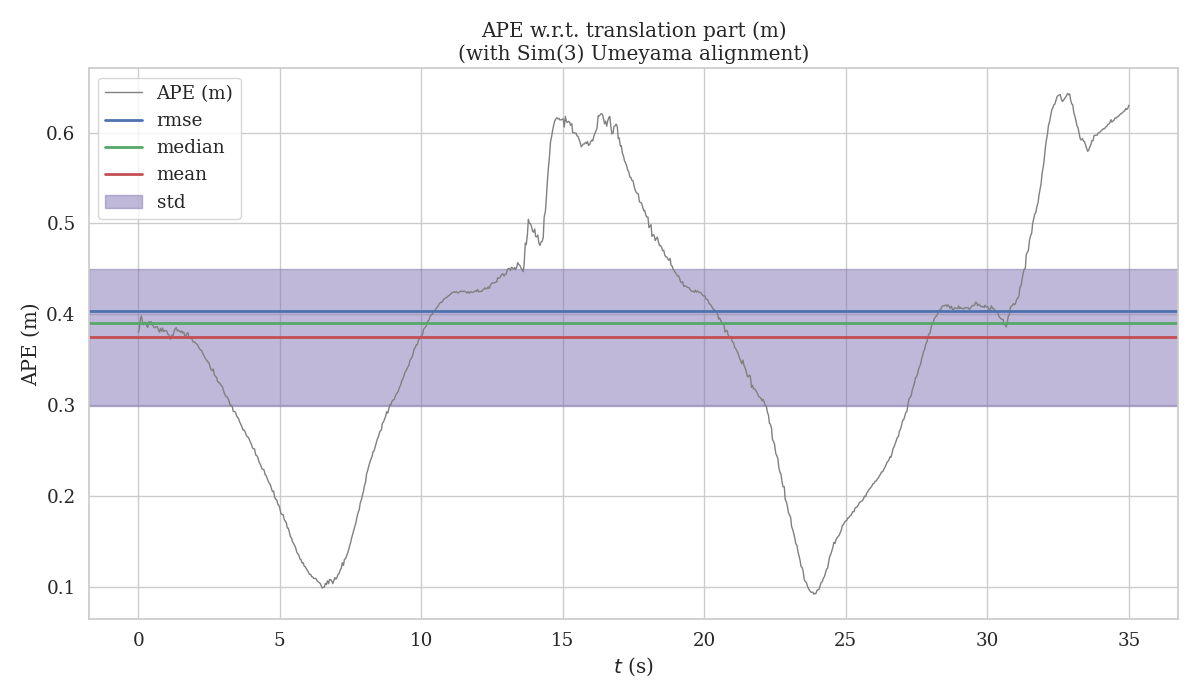 APE w.r.t. translation part (m)
(with Sim(3) Umeyama alignment)
APE (m)
rmse
median
mean
std
APE (m)
0.6
0.5
0.4
0.3
0.2
0.1
0 5 10 15 20 25 30 35
t (s)